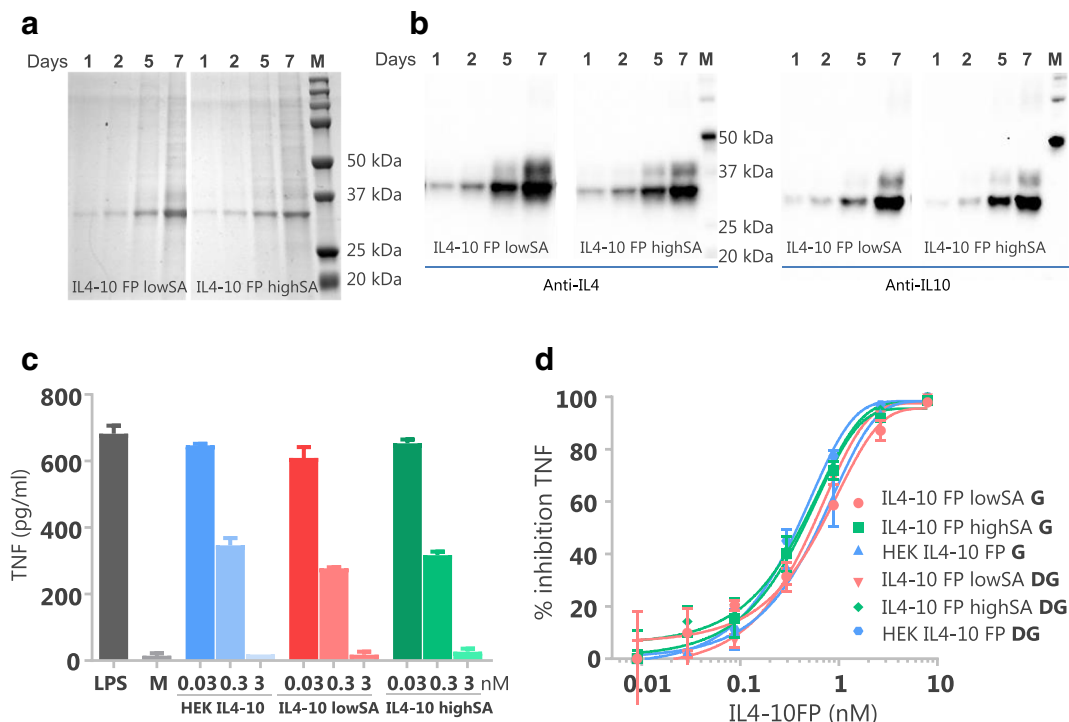 a
Days 1 2 5 7 1 2 5 7 M
50 kDa
37 kDa
25 kDa
20 kDa
IL4-10 FP lowSA IL4-10 FP highSA
b
1 2 5 7 1 2 5 7 M 1 2 5 7 1 2 5 7 M
50 kDa
37 kDa
25 kDa
20 kDa
IL4-10 FP lowSA IL4-10 FP highSA IL4-10 FP lowSA IL4-10 FP highSA
Anti-IL4 Anti-IL10
c
TNF (pg/ml)
800
600
400
200
0
LPS M 0.03 0.3 3 0.03 0.3 3 0.03 0.3 3 nM
HEK IL4-10 IL4-10 lowSA IL4-10 highSA
d
% inhibition TNF
100
80
60
40
20
0
0.01 0.1 1 10
IL4-10FP (nM)
IL4-10 FP lowSA G
IL4-10 FP highSA G
HEK IL4-10 FP G
IL4-10 FP lowSA DG
IL4-10 FP highSA DG
HEK IL4-10 FP DG